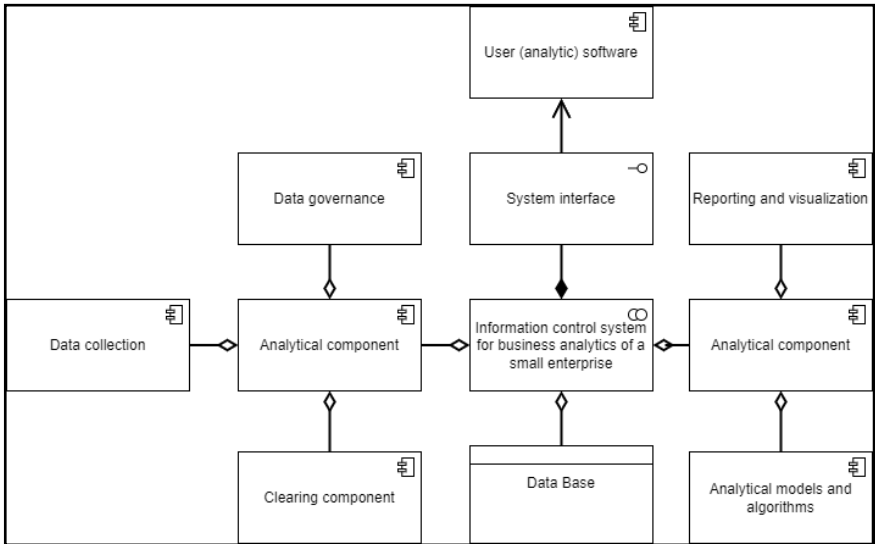 User (analytic) software
Data governance
System interface
Reporting and visualization
Data collection
Analytical component
Information control system
for business analytics of a
small enterprise
Analytical component
Clearing component
Data Base
Analytical models and
algorithms